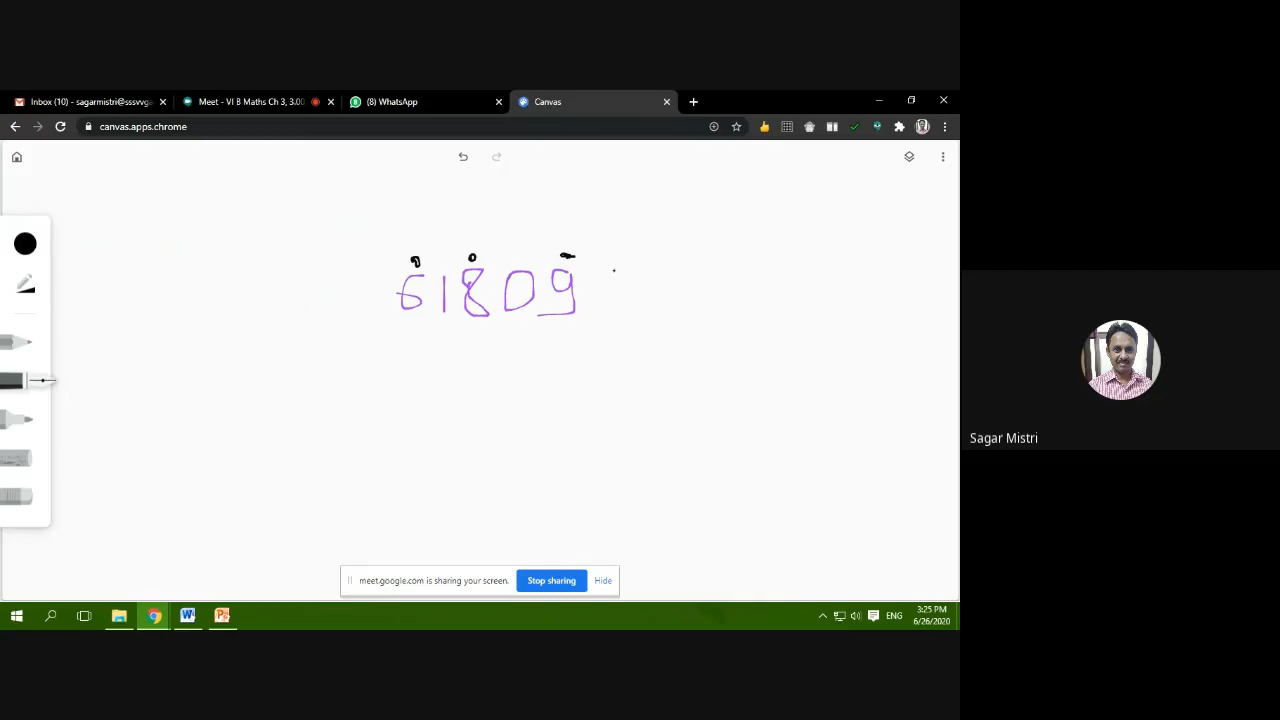 Inbox (10) - sagarmistri@sssvvga
Meet - VI B Maths Ch 3, 3.00
(8) WhatsApp
Canvas
canvas.apps.chrome
61809
Sagar Mistri
meet.google.com is sharing your screen.
Stop sharing
Hide
ENG
3:25 PM
6/26/2020